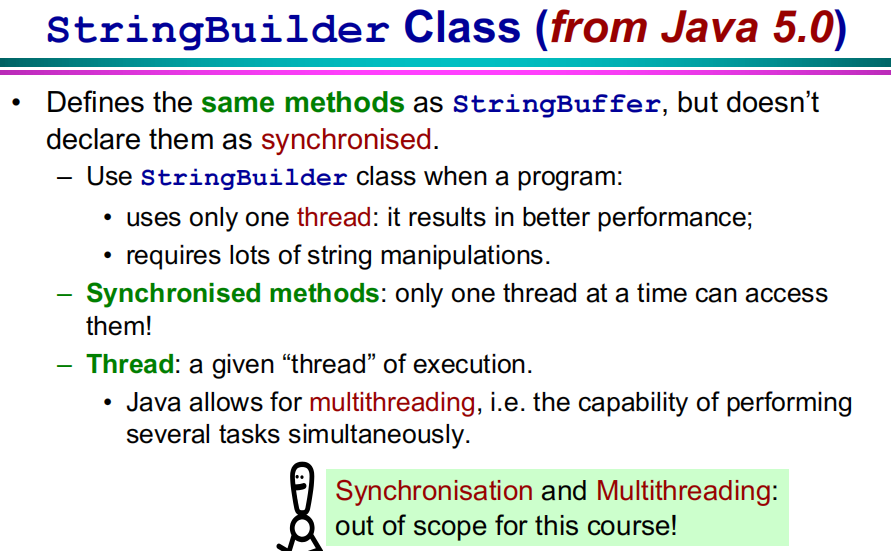 StringBuilder Class (from Java 5.0)
• Defines the same methods as StringBuffer, but doesn’t
declare them as synchronised.
– Use StringBuilder class when a program:
• uses only one thread: it results in better performance;
• requires lots of string manipulations.
– Synchronised methods: only one thread at a time can access
them!
– Thread: a given “thread” of execution.
• Java allows for multithreading, i.e. the capability of performing
several tasks simultaneously.
Synchronisation and Multithreading:
out of scope for this course!